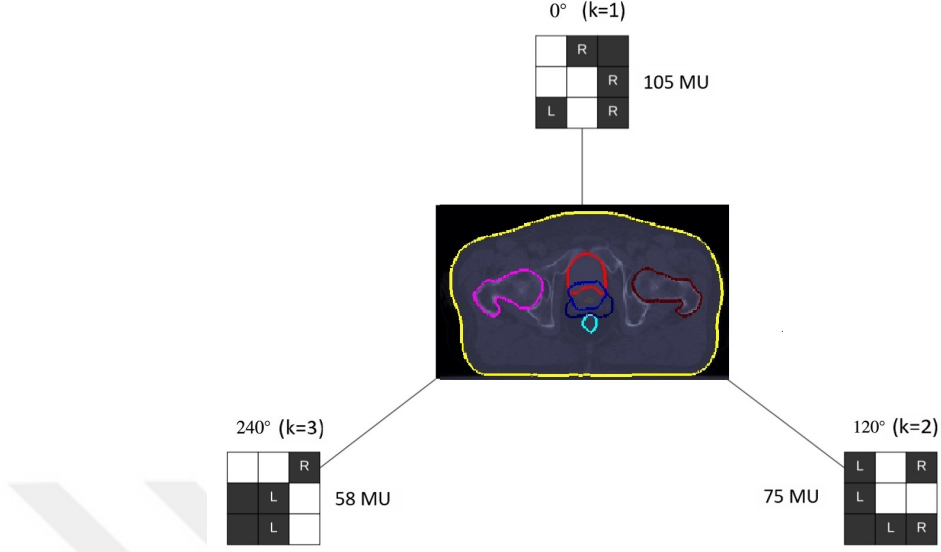 0° (k=1)
R
R
L R
105 MU
240° (k=3)
R
L
L
58 MU
120° (k=2)
L R
L
L R
75 MU